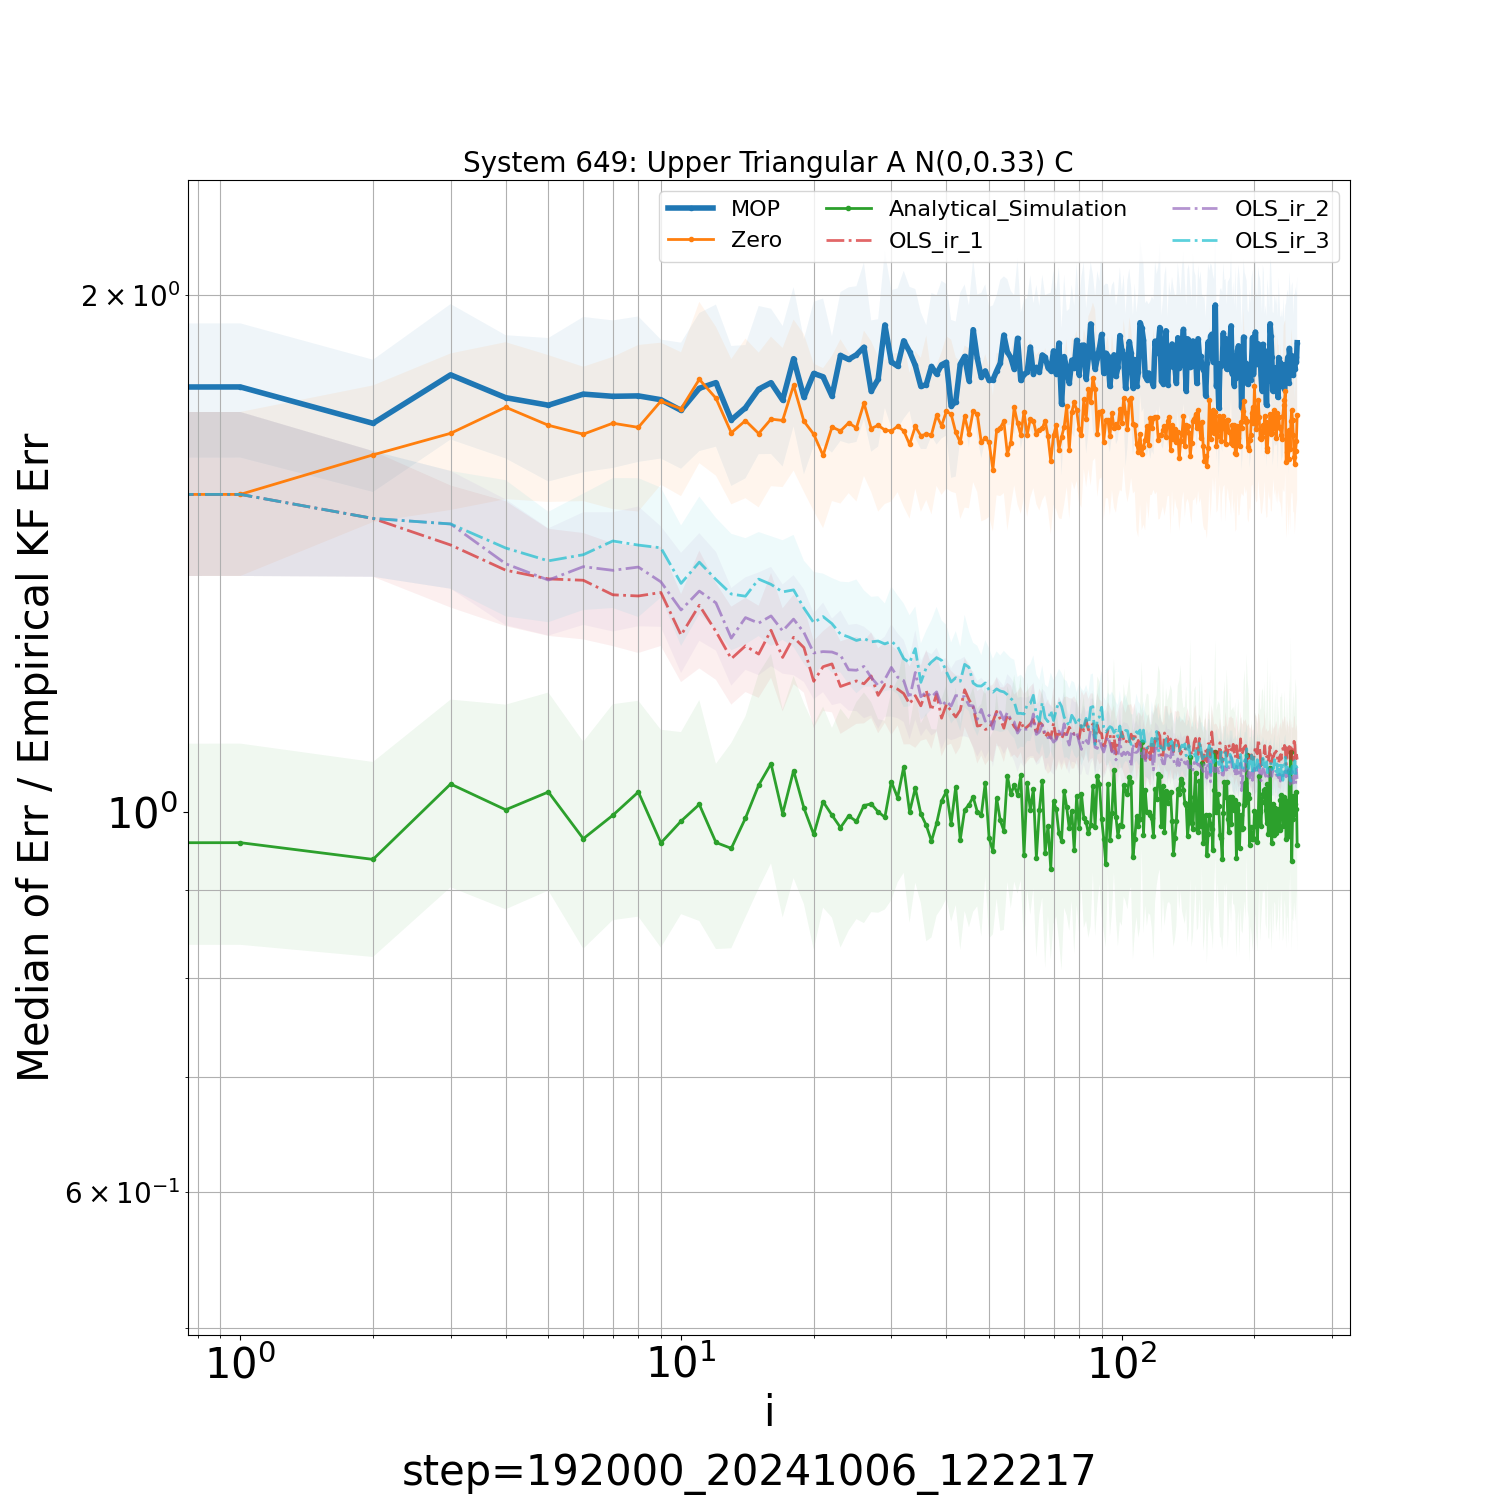 System 649: Upper Triangular A N(0,0.33) C
MOP
Zero
Analytical_Simulation
OLS_ir_1
OLS_ir_2
OLS_ir_3
Median of Err / Empirical KF Err
2 × 10⁰
10⁰
6 × 10⁻¹
10⁰ 10¹ 10²
i
step=192000_20241006_122217